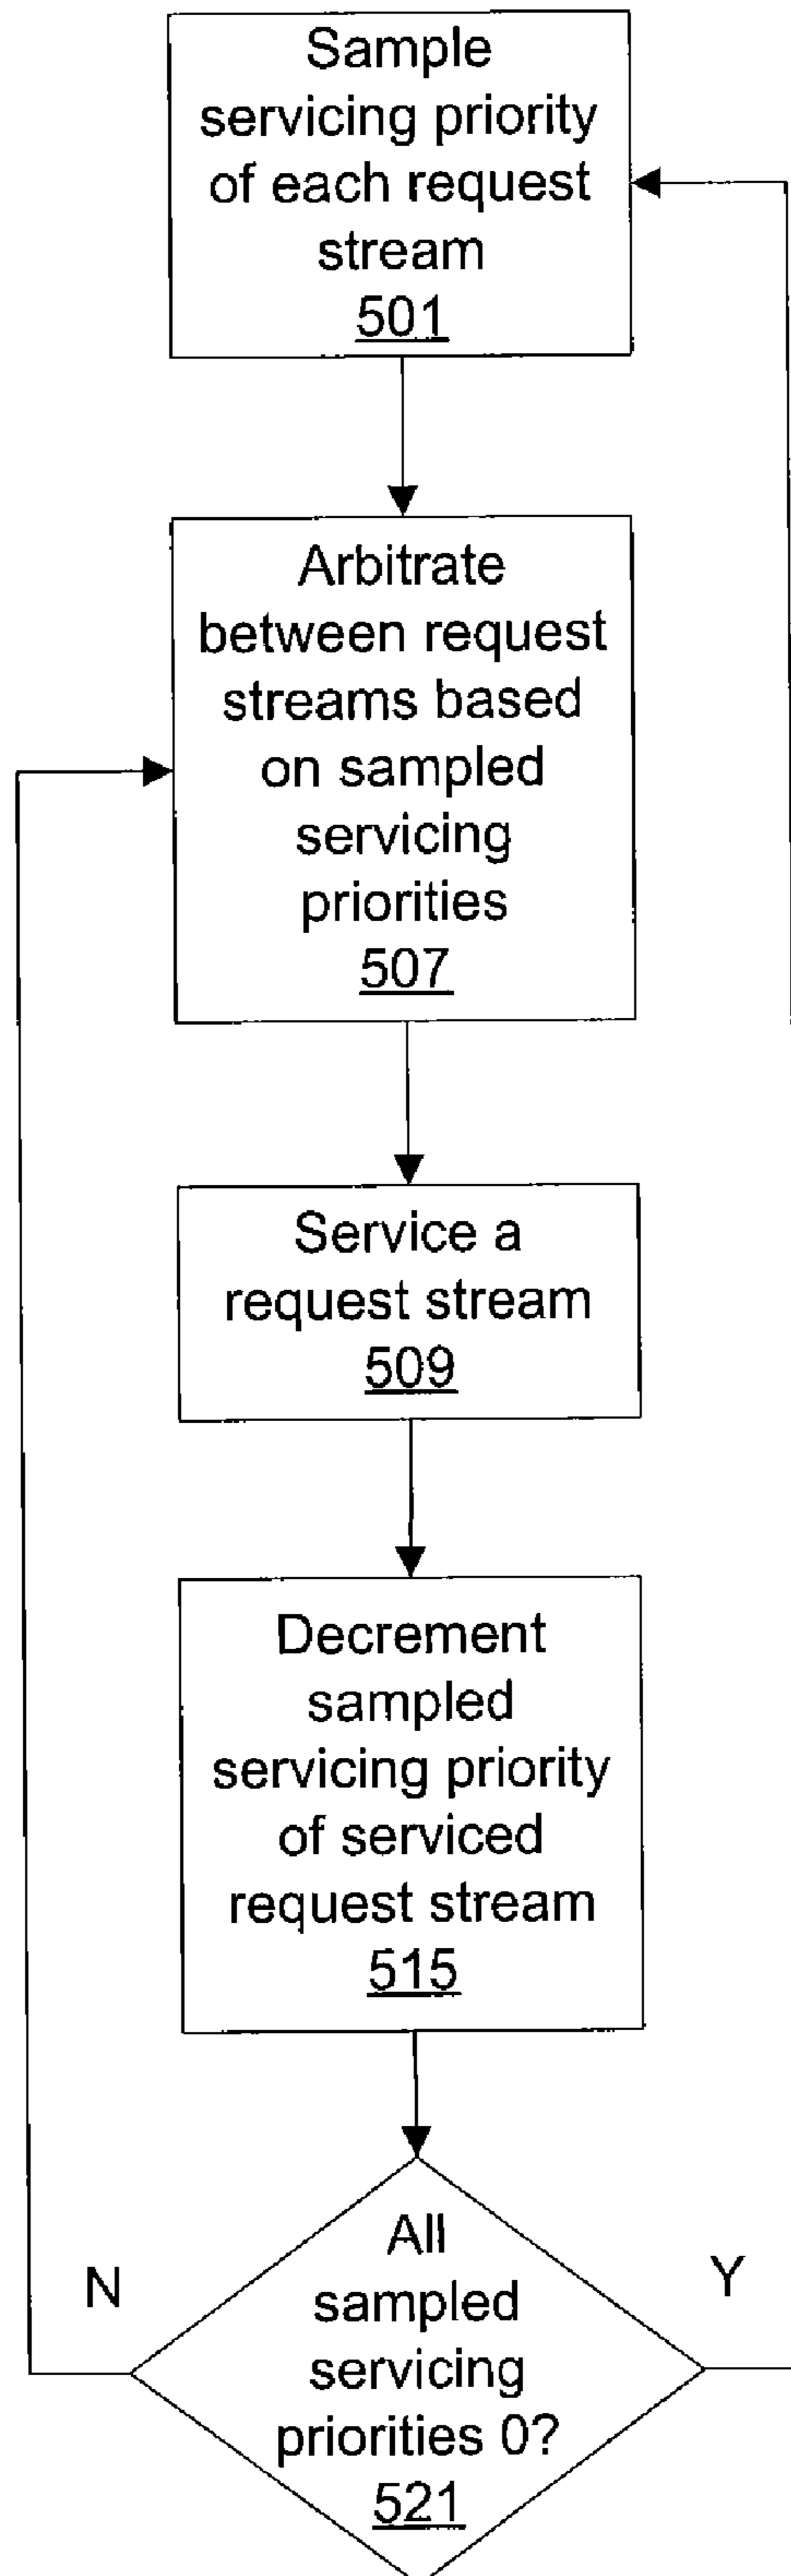 Sample
servicing priority
of each request
stream
501
Arbitrate
between request
streams based
on sampled
servicing
priorities
507
Service a
request stream
509
Decrement
sampled
servicing priority
of serviced
request stream
515
N
Y
All
sampled
servicing
priorities 0?
521